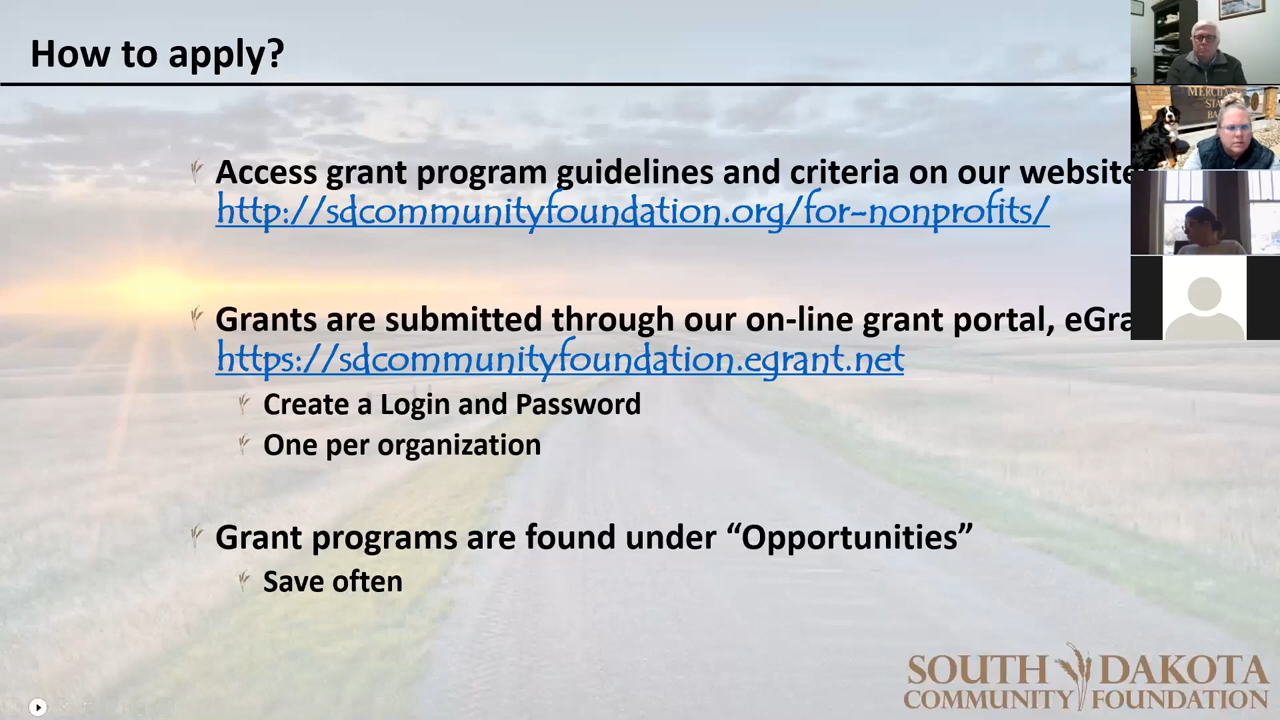 How to apply?
Access grant program guidelines and criteria on our website
http://sdcommunityfoundation.org/for-nonprofits/
Grants are submitted through our on-line grant portal, eGra
https://sdcommunityfoundation.egrant.net
Create a Login and Password
One per organization
Grant programs are found under “Opportunities”
Save often
SOUTH DAKOTA
COMMUNITY FOUNDATION